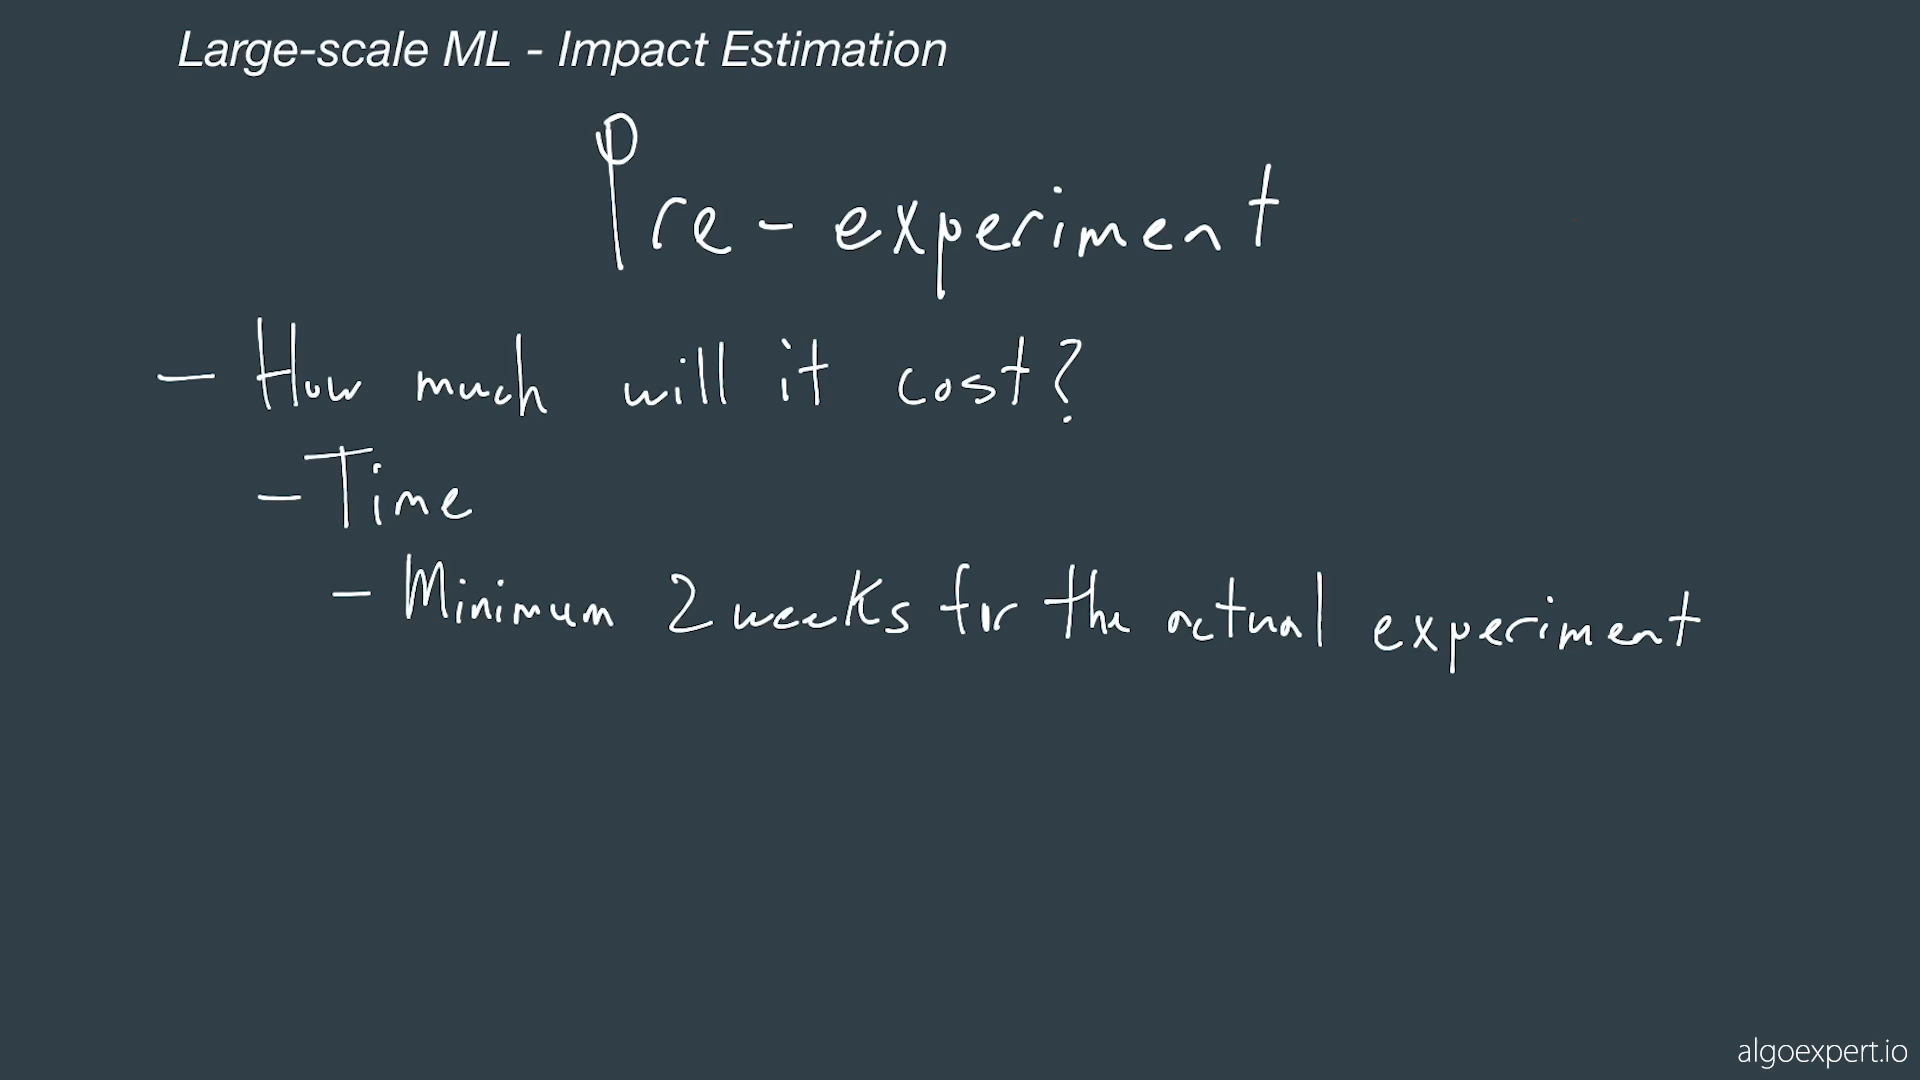 Large-scale ML - Impact Estimation
Pre-experiment
- How much will it cost?
- Time
- Minimum 2 weeks for the actual experiment
algoexpert.io